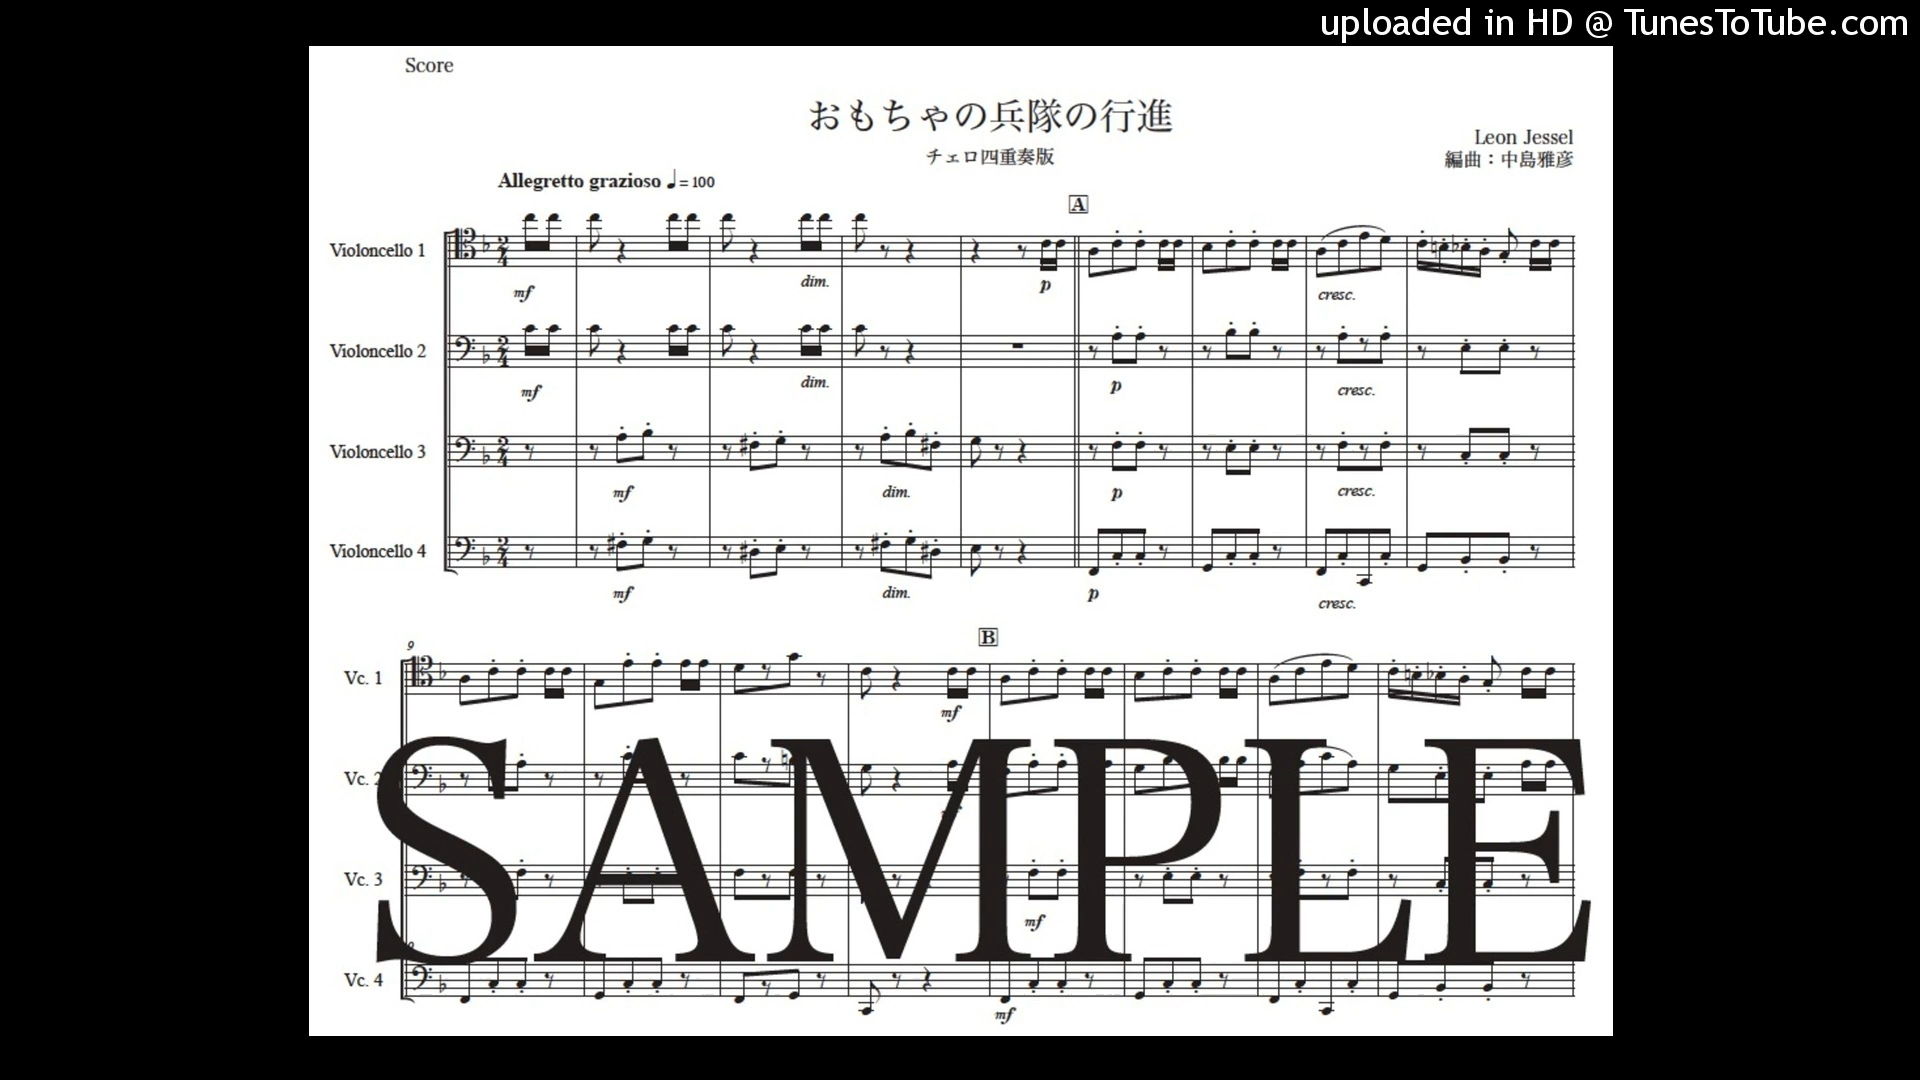 uploaded in HD @ TunesToTube.com
Score
おもちゃの兵隊の行進
チェロ四重奏版
Leon Jessel
編曲：中島雅彦
Allegretto grazioso ♩= 100
A
Violoncello 1
mf
dim.
p
cresc.
Violoncello 2
mf
dim.
p
cresc.
Violoncello 3
mf
dim.
p
cresc.
Violoncello 4
mf
dim.
p
cresc.
9
B
Vc. 1
mf
Vc. 2
Vc. 3
mf
Vc. 4
mf
SAMPLE